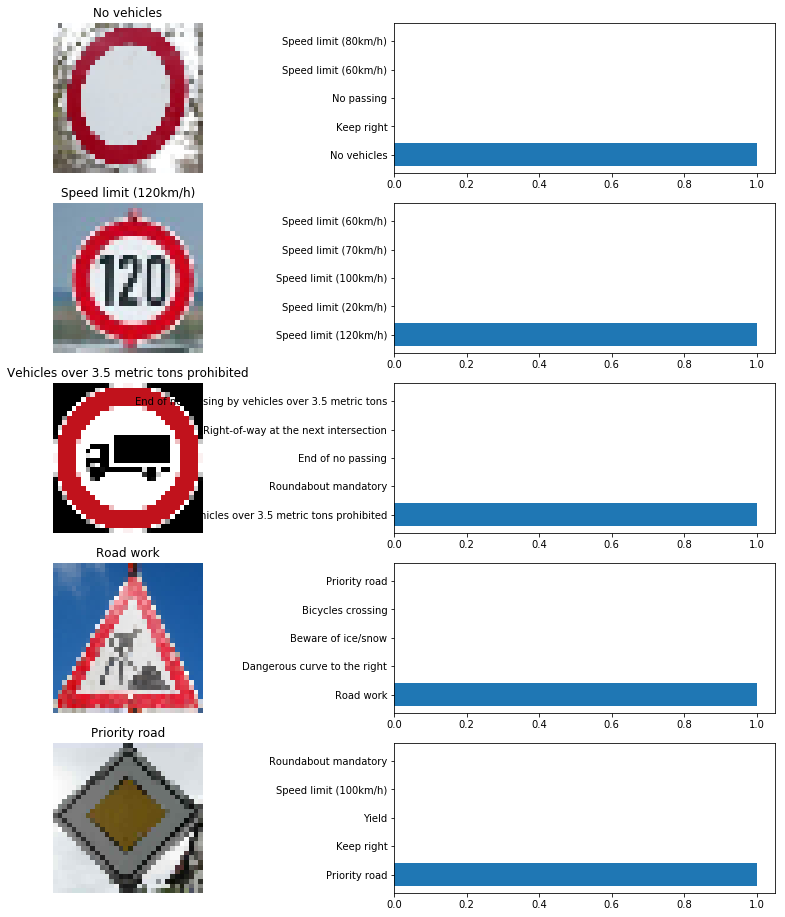 No vehicles
Speed limit (80km/h)
Speed limit (60km/h)
No passing
Keep right
No vehicles
0.0 0.2 0.4 0.6 0.8 1.0
Speed limit (120km/h)
120
Speed limit (60km/h)
Speed limit (70km/h)
Speed limit (100km/h)
Speed limit (20km/h)
Speed limit (120km/h)
0.0 0.2 0.4 0.6 0.8 1.0
Vehicles over 3.5 metric tons prohibited
End of no passing by vehicles over 3.5 metric tons
Right-of-way at the next intersection
End of no passing
Roundabout mandatory
hicles over 3.5 metric tons prohibited
0.0 0.2 0.4 0.6 0.8 1.0
Road work
Priority road
Bicycles crossing
Beware of ice/snow
Dangerous curve to the right
Road work
0.0 0.2 0.4 0.6 0.8 1.0
Priority road
Roundabout mandatory
Speed limit (100km/h)
Yield
Keep right
Priority road
0.0 0.2 0.4 0.6 0.8 1.0